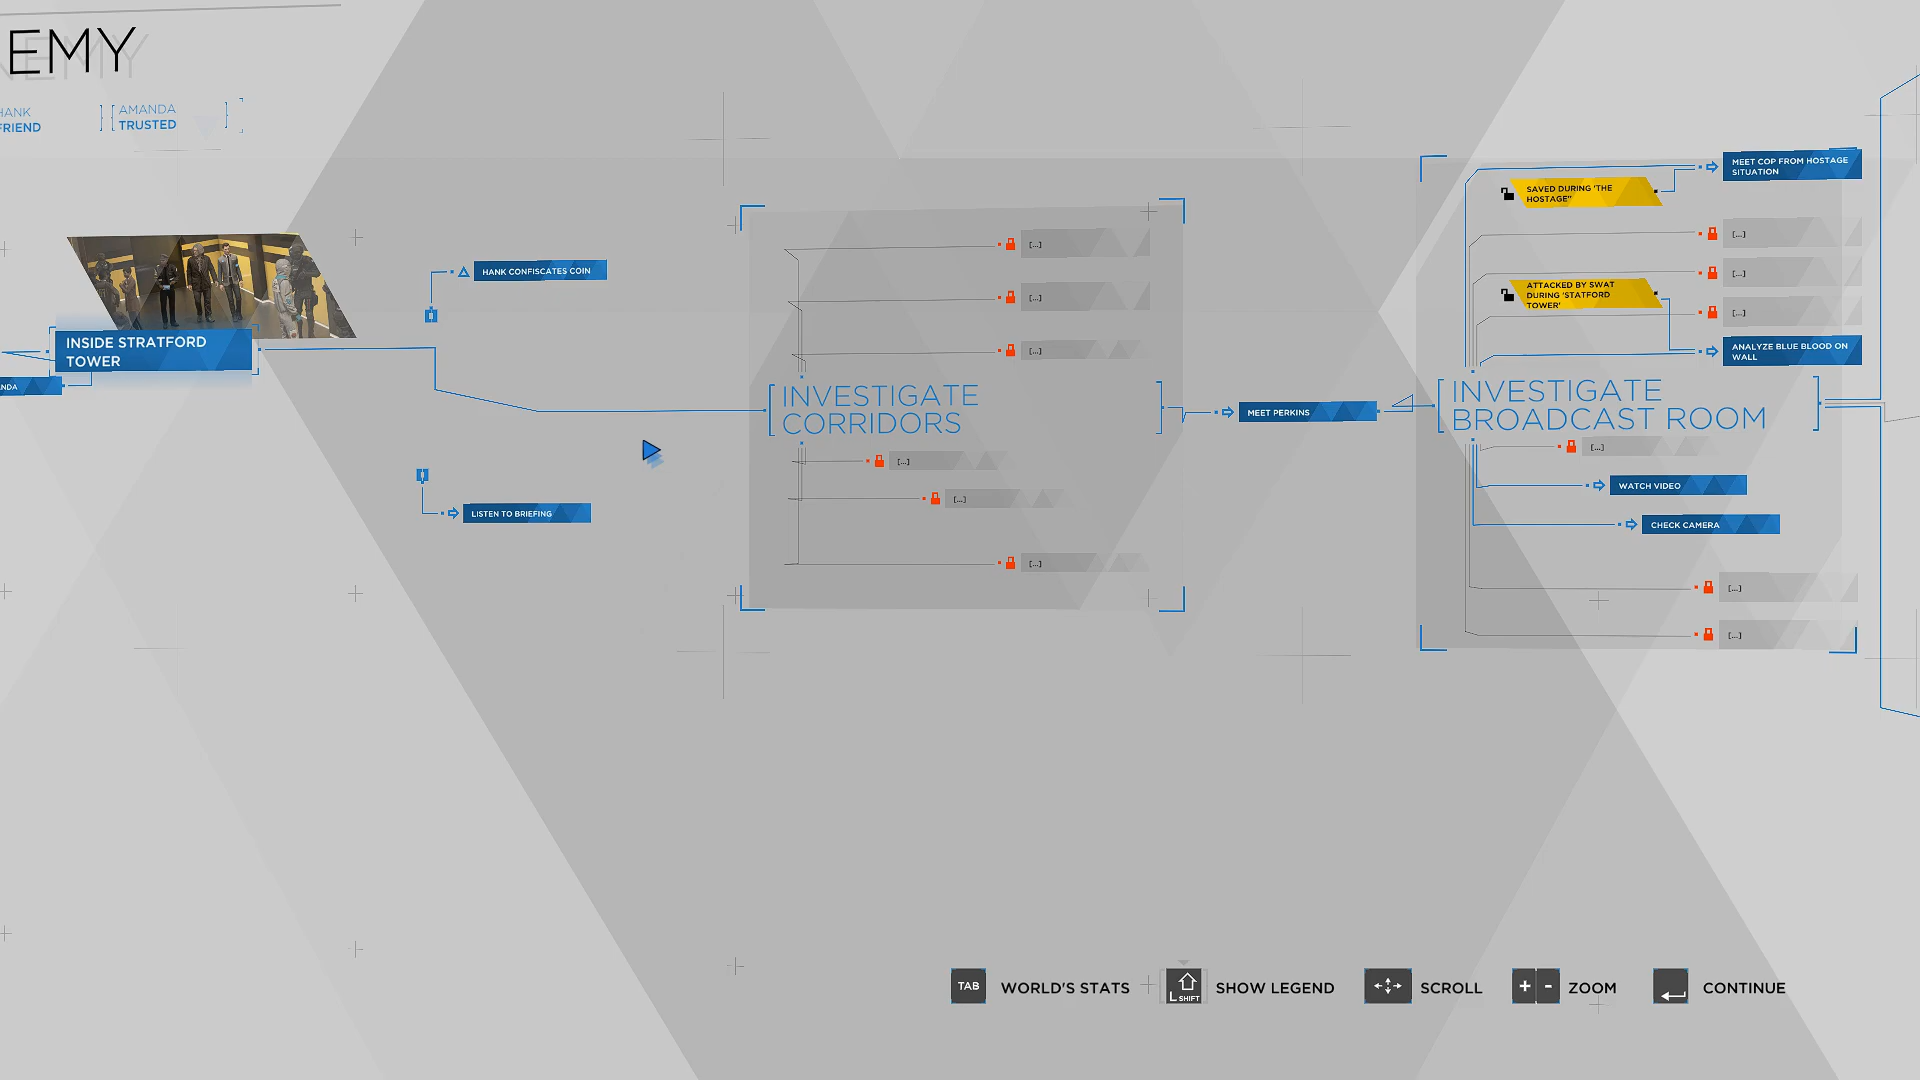 EMY
HANK
FRIEND
AMANDA
TRUSTED
INSIDE STRATFORD
TOWER
NDA
HANK CONFISCATES COIN
LISTEN TO BRIEFING
[...]
[...]
[...]
INVESTIGATE
CORRIDORS
[...]
[...]
[...]
MEET PERKINS
MEET COP FROM HOSTAGE
SITUATION
SAVED DURING 'THE
HOSTAGE"
[...]
[...]
ATTACKED BY SWAT
DURING 'STATFORD
TOWER'
[...]
ANALYZE BLUE BLOOD ON
WALL
INVESTIGATE
BROADCAST ROOM
[...]
WATCH VIDEO
CHECK CAMERA
[...]
[...]
TAB WORLD'S STATS
L SHIFT SHOW LEGEND
SCROLL
+ - ZOOM
CONTINUE